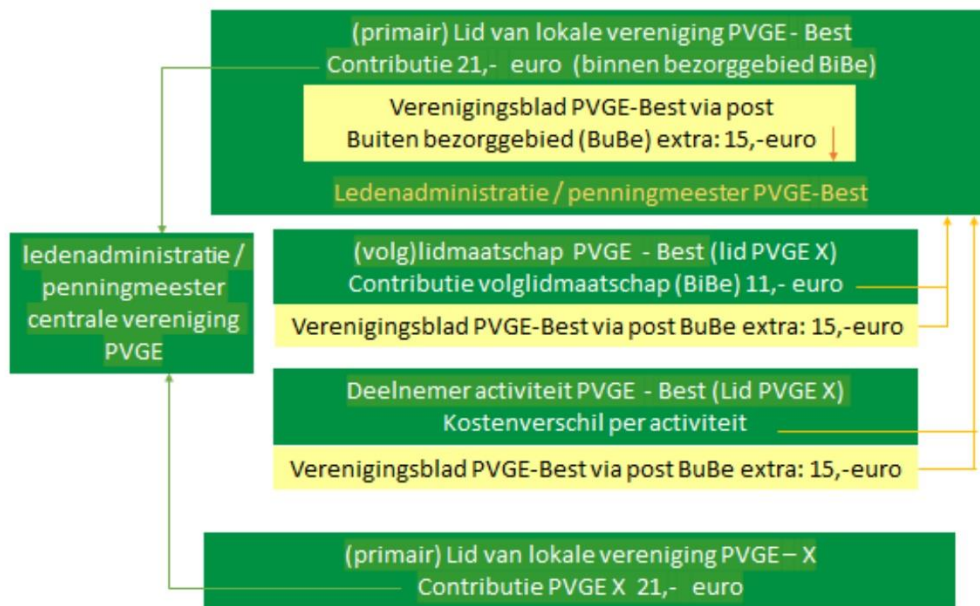 (primair) Lid van lokale vereniging PVGE - Best
Contributie 21,- euro (binnen bezorggebied BiBe)
Verenigingsblad PVGE-Best via post
Buiten bezorggebied (BuBe) extra: 15,-euro
Ledenadministratie / penningmeester PVGE-Best
ledenadministratie /
penningmeester
centrale vereniging
PVGE
(volg)lidmaatschap PVGE - Best (lid PVGE X)
Contributie volglidmaatschap (BiBe) 11,- euro
Verenigingsblad PVGE-Best via post BuBe extra: 15,-euro
Deelnemer activiteit PVGE - Best (Lid PVGE X)
Kostenverschil per activiteit
Verenigingsblad PVGE-Best via post BuBe extra: 15,-euro
(primair) Lid van lokale vereniging PVGE – X
Contributie PVGE X 21,- euro